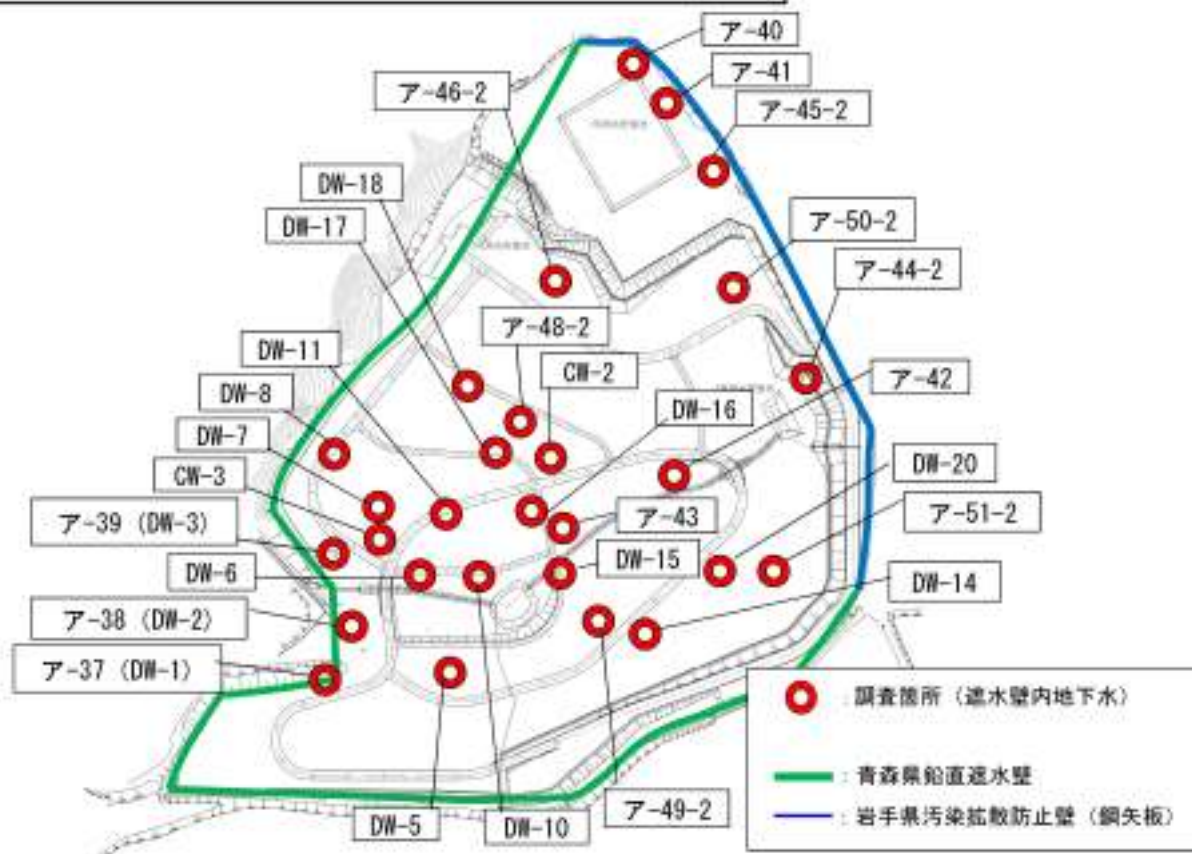 ア-40
ア-41
ア-46-2
ア-45-2
DW-18
DW-17
ア-50-2
ア-44-2
ア-48-2
DW-11
CW-2
ア-42
DW-8
DW-16
DW-7
DW-20
CW-3
ア-51-2
ア-39 (DW-3)
ア-43
DW-6
DW-15
DW-14
ア-38 (DW-2)
ア-37 (DW-1)
DW-5
DW-10
ア-49-2
: 調査箇所（遮水壁内地下水）
: 青森県鉛直遮水壁
: 岩手県汚染拡散防止壁（鋼矢板）